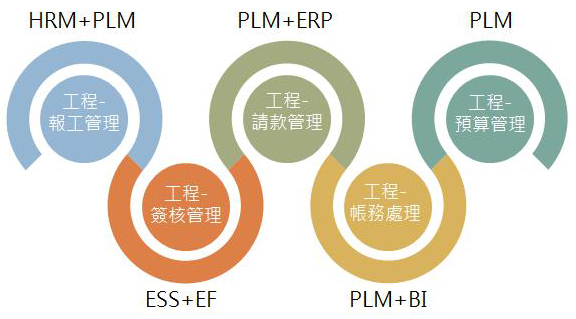 HRM+PLM
PLM+ERP
PLM
工程-
報工管理
工程-
請款管理
工程-
預算管理
工程-
簽核管理
工程-
帳務處理
ESS+EF
PLM+BI